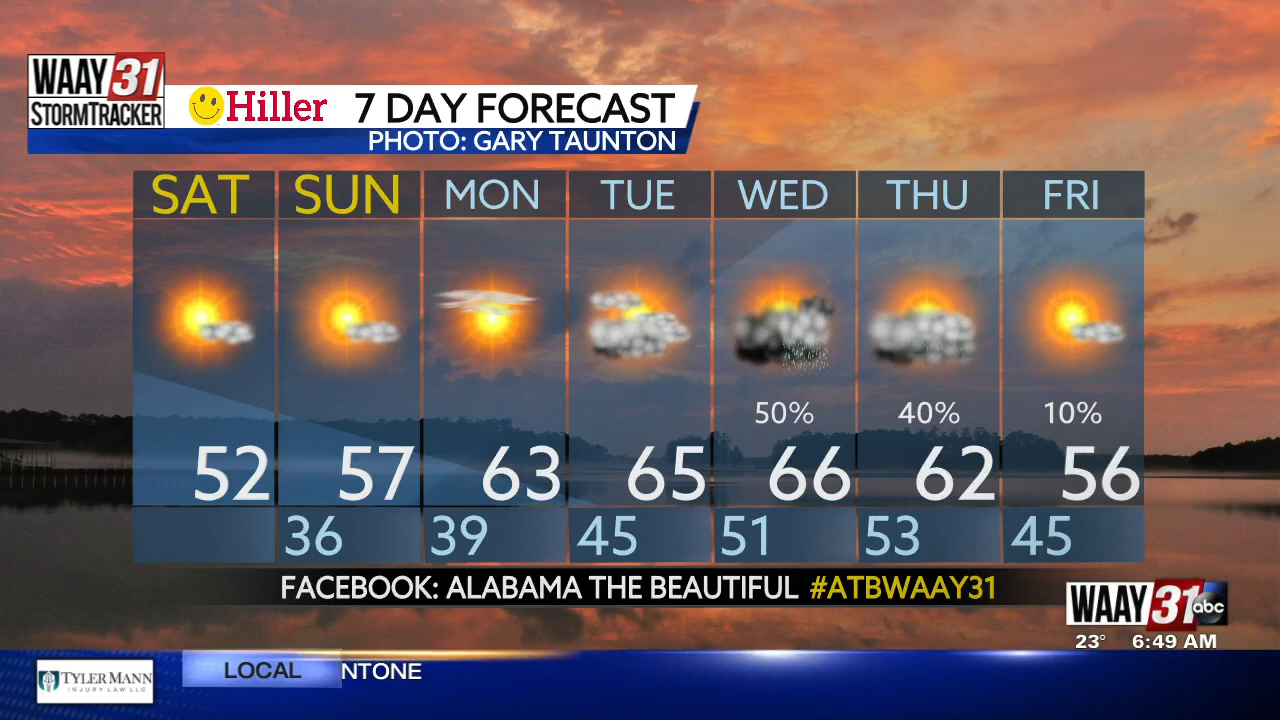 WAAY 31
STORMTRACKER
Hiller
7 DAY FORECAST
PHOTO: GARY TAUNTON
SAT SUN MON TUE WED THU FRI
50% 40% 10%
52 57 63 65 66 62 56
36 39 45 51 53 45
FACEBOOK: ALABAMA THE BEAUTIFUL #ATBWAAY31
WAAY 31 abc
23° 6:49 AM
TYLER MANN
INJURY LAW LLC
LOCAL NTONE